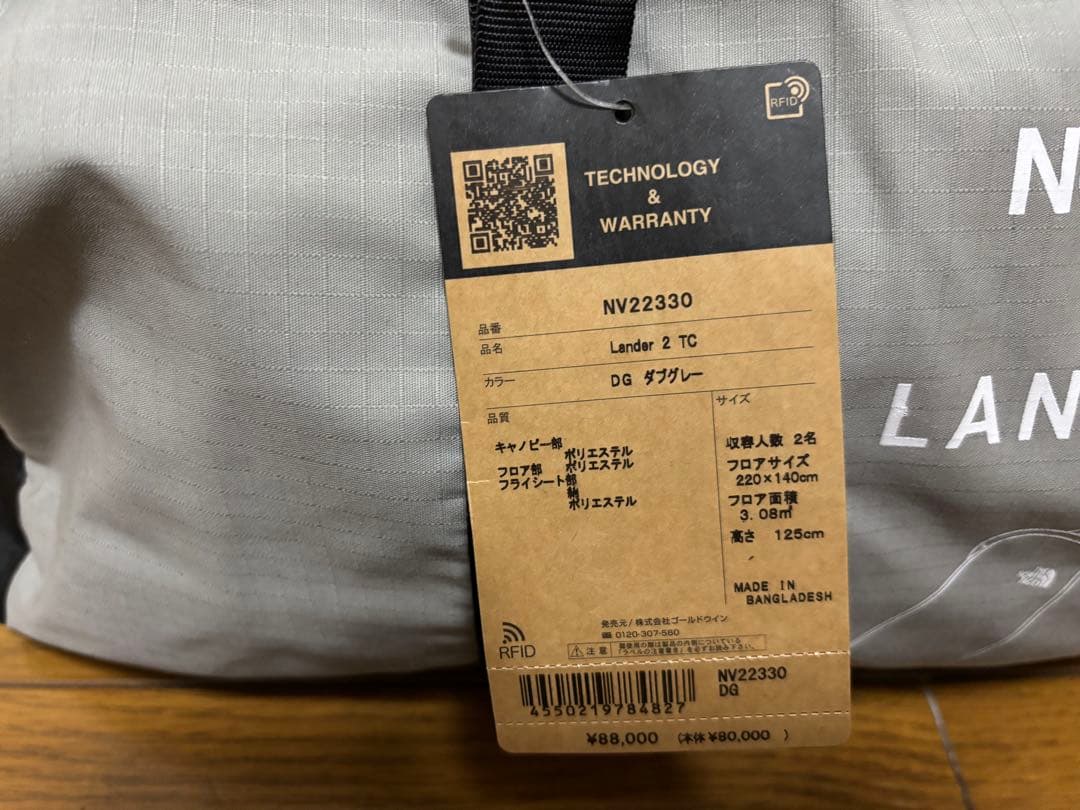 RFID
TECHNOLOGY
&
WARRANTY
品番 NV22330
品名 Lander 2 TC
カラー DG ダブグレー
品質
キャノピー部
ポリエステル
フロア部 ポリエステル
フライシート部
綿
ポリエステル
サイズ
収容人数 2名
フロアサイズ
220×140cm
フロア面積
3.08㎡
高さ 125cm
MADE IN
BANGLADESH
RFID
発売元/株式会社ゴールドウイン
0120-307-560
注意
NV22330
DG
4550219784827
¥88,000 (本体¥80,000 )
N
LAN